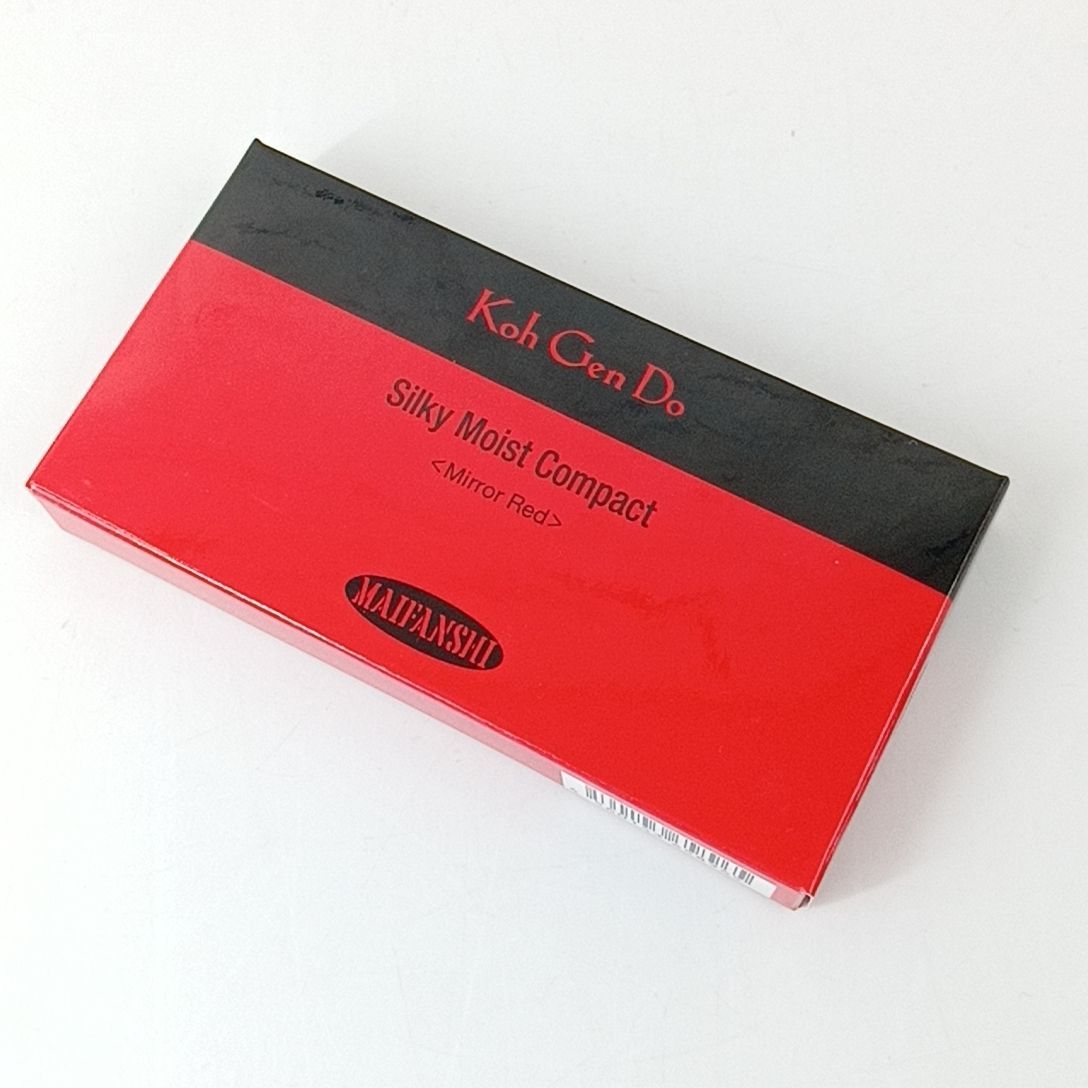 Koh Gen Do
Silky Moist Compact
<Mirror Red>
MAIFANSHI